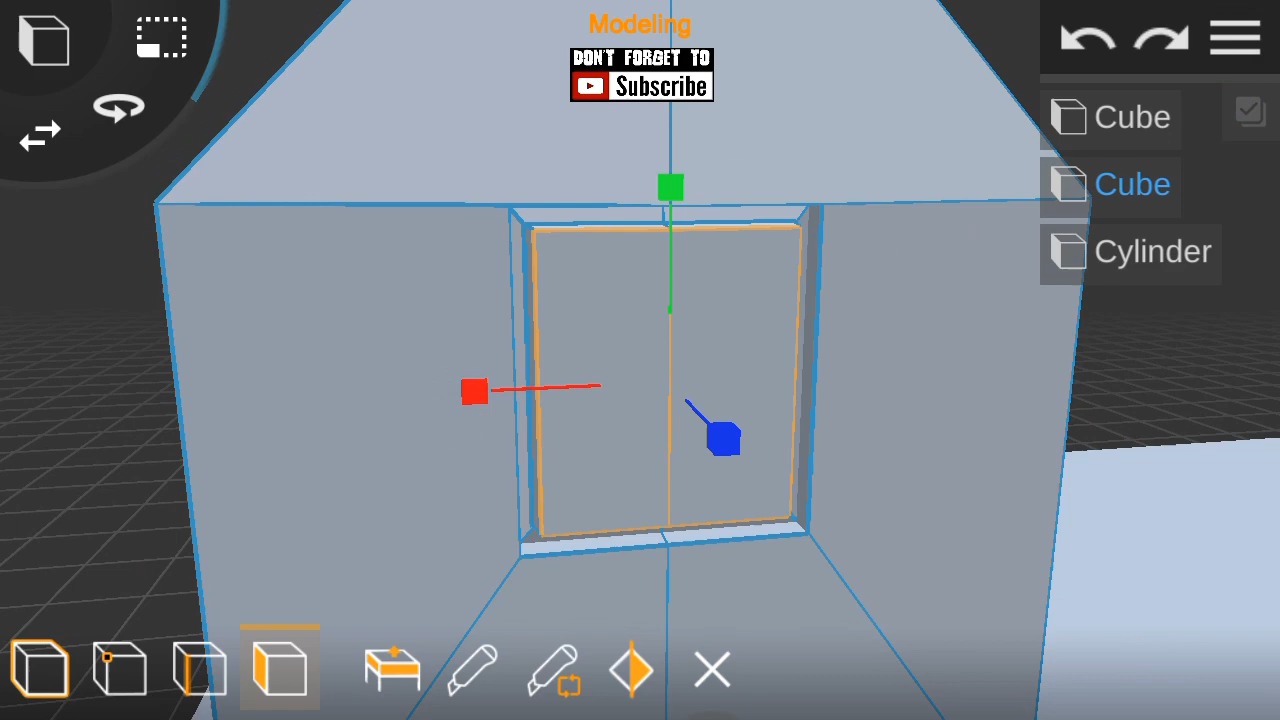 Modeling
DON'T FORGET TO
Subscribe
Cube
Cube
Cylinder